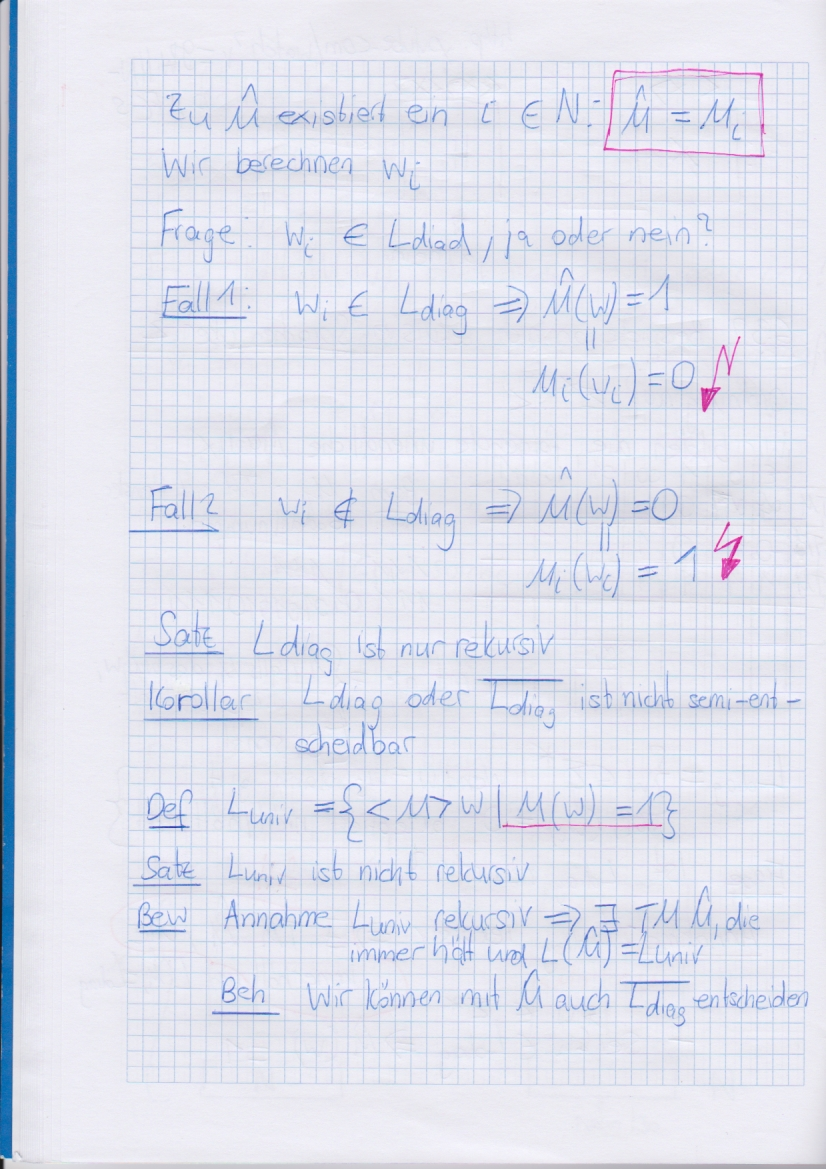 Zu M̂ existiert ein i ∈ N: M̂ = Mi
Wir berechnen wi
Frage: wi ∈ Ldiad, ja oder nein?
Fall 1: wi ∈ Ldiag ⇒ M̂(w) = 1
=
Mi(wi) = 0
Fall 2 wi ∉ Ldiag ⇒ M̂(w) = 0
=
Mi(wi) = 1
Satz Ldiag ist nur rekursiv
Korollar Ldiag oder L̅d̅i̅a̅g̅ ist nicht semi-ent-
scheidbar
Def Luniv = {<M>w | M(w) = 1}
Satz Luniv ist nicht rekursiv
Bew Annahme Luniv rekursiv ⇒ ∃ TM M̂, die
immer hält und L(M̂) = Luniv
Beh Wir können mit M̂ auch L̅d̅i̅a̅g̅ entscheiden